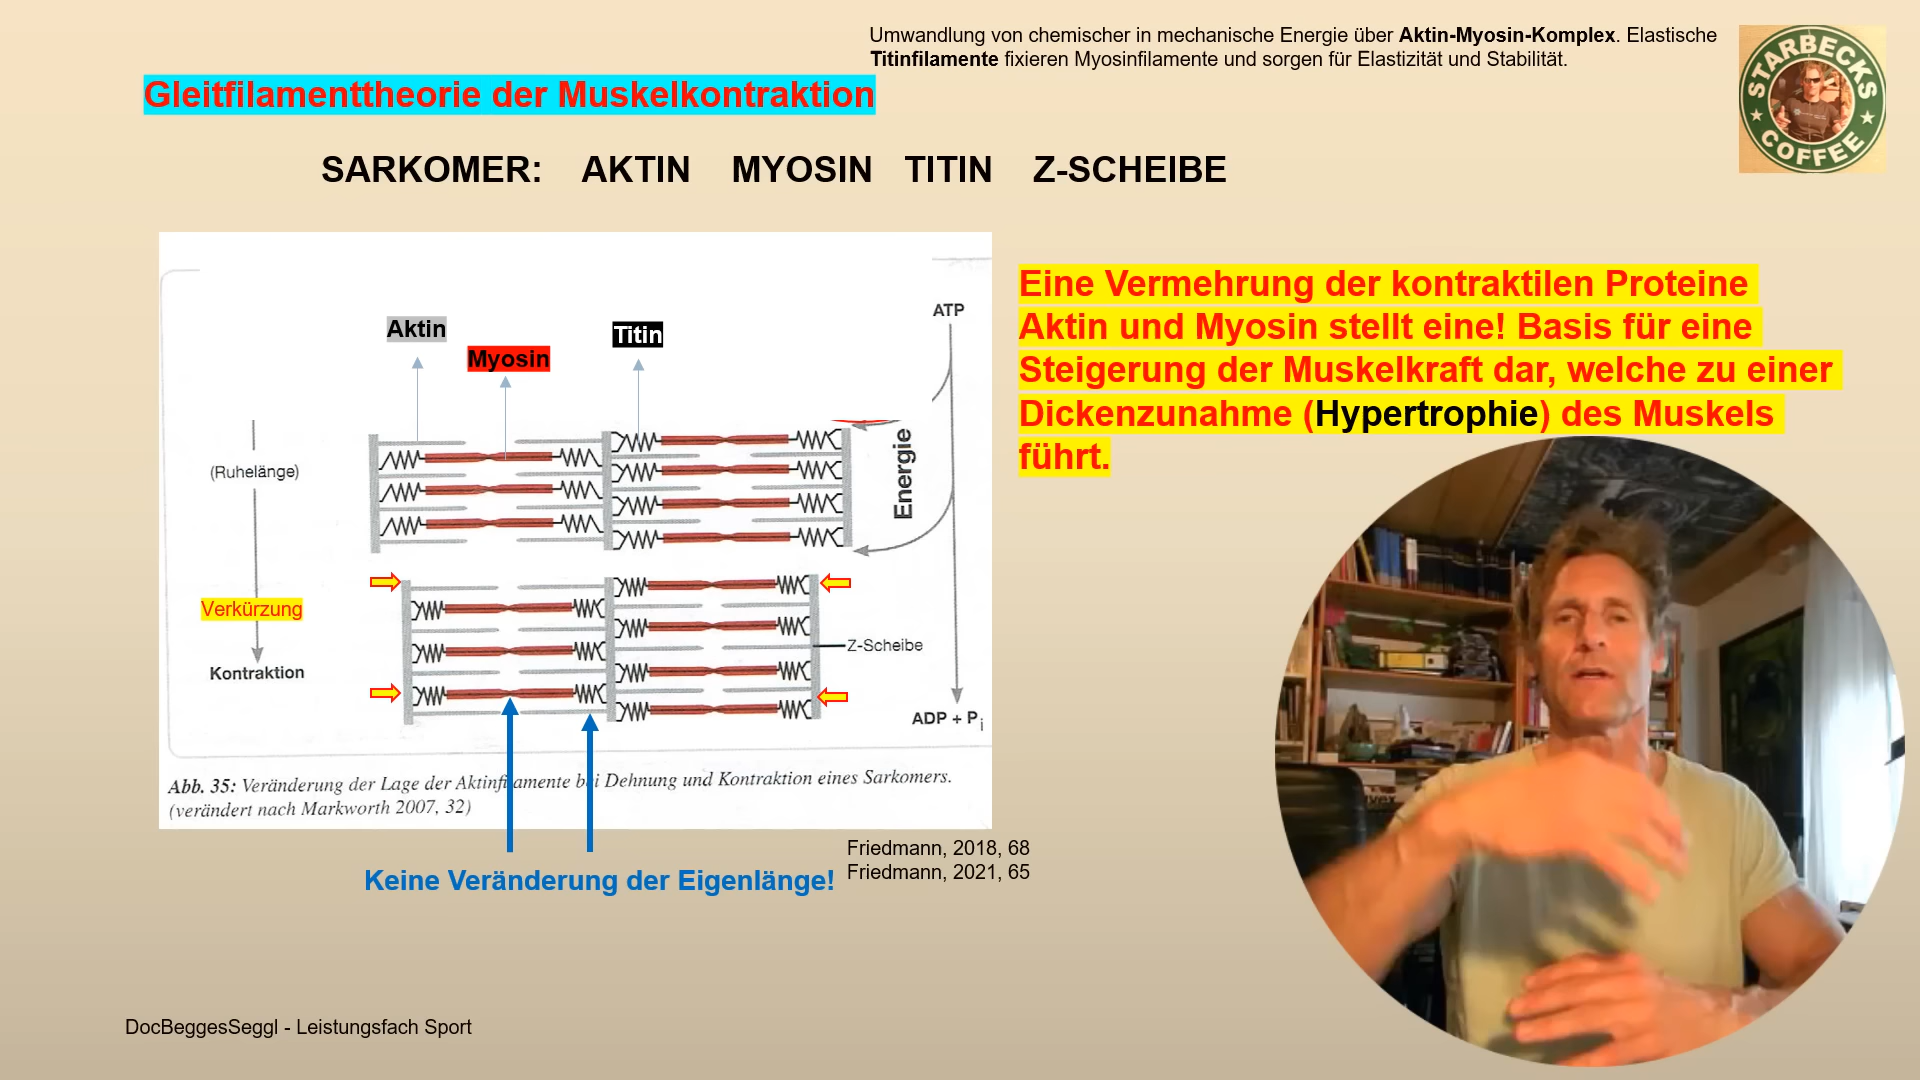 Umwandlung von chemischer in mechanische Energie über Aktin-Myosin-Komplex. Elastische
Titinfilamente fixieren Myosinfilamente und sorgen für Elastizität und Stabilität.
STARBECKS
COFFEE
Gleitfilamenttheorie der Muskelkontraktion
SARKOMER: AKTIN MYOSIN TITIN Z-SCHEIBE
Eine Vermehrung der kontraktilen Proteine
Aktin und Myosin stellt eine! Basis für eine
Steigerung der Muskelkraft dar, welche zu einer
Dickenzunahme (Hypertrophie) des Muskels
führt.
ATP
Aktin
Myosin
Titin
(Ruhelänge)
Energie
Verkürzung
Z-Scheibe
Kontraktion
ADP + Pi
Abb. 35: Veränderung der Lage der Aktinfilamente bei Dehnung und Kontraktion eines Sarkomers.
(verändert nach Markworth 2007, 32)
Friedmann, 2018, 68
Friedmann, 2021, 65
Keine Veränderung der Eigenlänge!
DocBeggesSeggl - Leistungsfach Sport